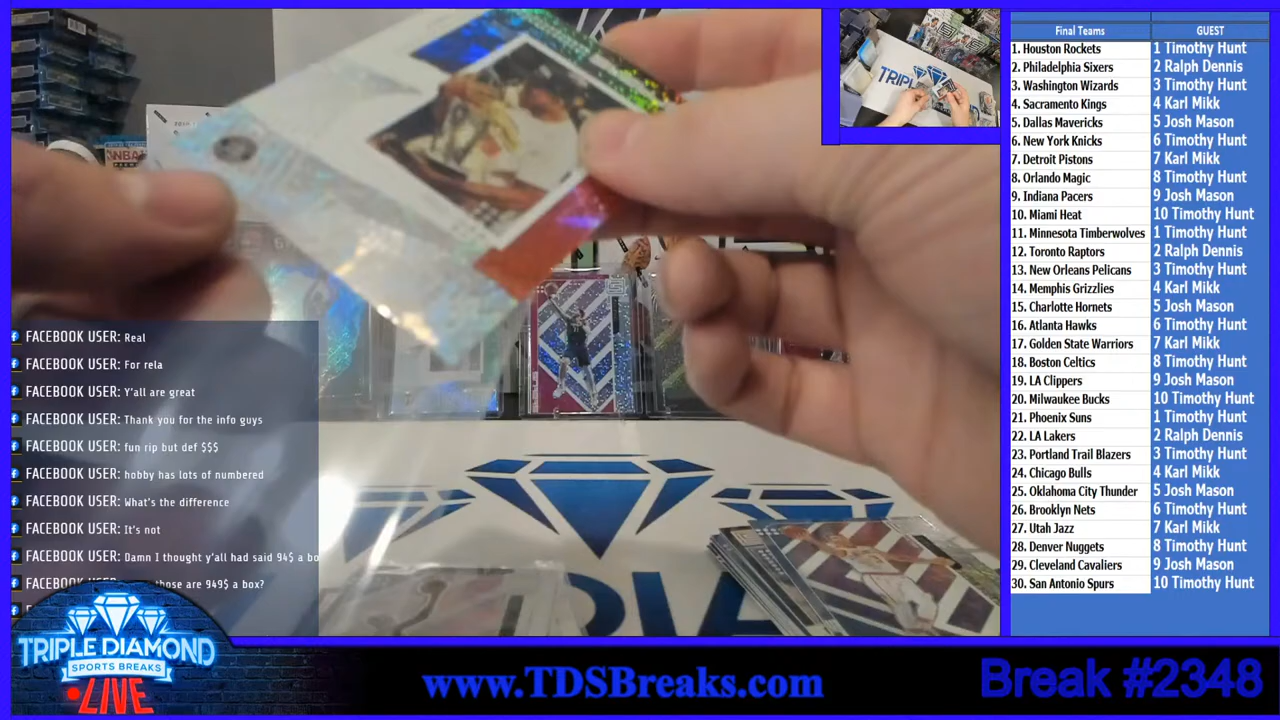 Final Teams GUEST
1. Houston Rockets 1 Timothy Hunt
2. Philadelphia Sixers 2 Ralph Dennis
3. Washington Wizards 3 Timothy Hunt
4. Sacramento Kings 4 Karl Mikk
5. Dallas Mavericks 5 Josh Mason
6. New York Knicks 6 Timothy Hunt
7. Detroit Pistons 7 Karl Mikk
8. Orlando Magic 8 Timothy Hunt
9. Indiana Pacers 9 Josh Mason
10. Miami Heat 10 Timothy Hunt
11. Minnesota Timberwolves 1 Timothy Hunt
12. Toronto Raptors 2 Ralph Dennis
13. New Orleans Pelicans 3 Timothy Hunt
14. Memphis Grizzlies 4 Karl Mikk
15. Charlotte Hornets 5 Josh Mason
16. Atlanta Hawks 6 Timothy Hunt
17. Golden State Warriors 7 Karl Mikk
18. Boston Celtics 8 Timothy Hunt
19. LA Clippers 9 Josh Mason
20. Milwaukee Bucks 10 Timothy Hunt
21. Phoenix Suns 1 Timothy Hunt
22. LA Lakers 2 Ralph Dennis
23. Portland Trail Blazers 3 Timothy Hunt
24. Chicago Bulls 4 Karl Mikk
25. Oklahoma City Thunder 5 Josh Mason
26. Brooklyn Nets 6 Timothy Hunt
27. Utah Jazz 7 Karl Mikk
28. Denver Nuggets 8 Timothy Hunt
29. Cleveland Cavaliers 9 Josh Mason
30. San Antonio Spurs 10 Timothy Hunt
FACEBOOK USER: Real
FACEBOOK USER: For rela
FACEBOOK USER: Y'all are great
FACEBOOK USER: Thank you for the info guys
FACEBOOK USER: fun rip but def $$$
FACEBOOK USER: hobby has lots of numbered
FACEBOOK USER: What's the difference
FACEBOOK USER: It's not
FACEBOOK USER: Damn I thought y'all had said 94$ a bo
those are 949$ a box?
TRIPLE DIAMOND
SPORTS BREAKS
LIVE
www.TDSBreaks.com
Break #2348